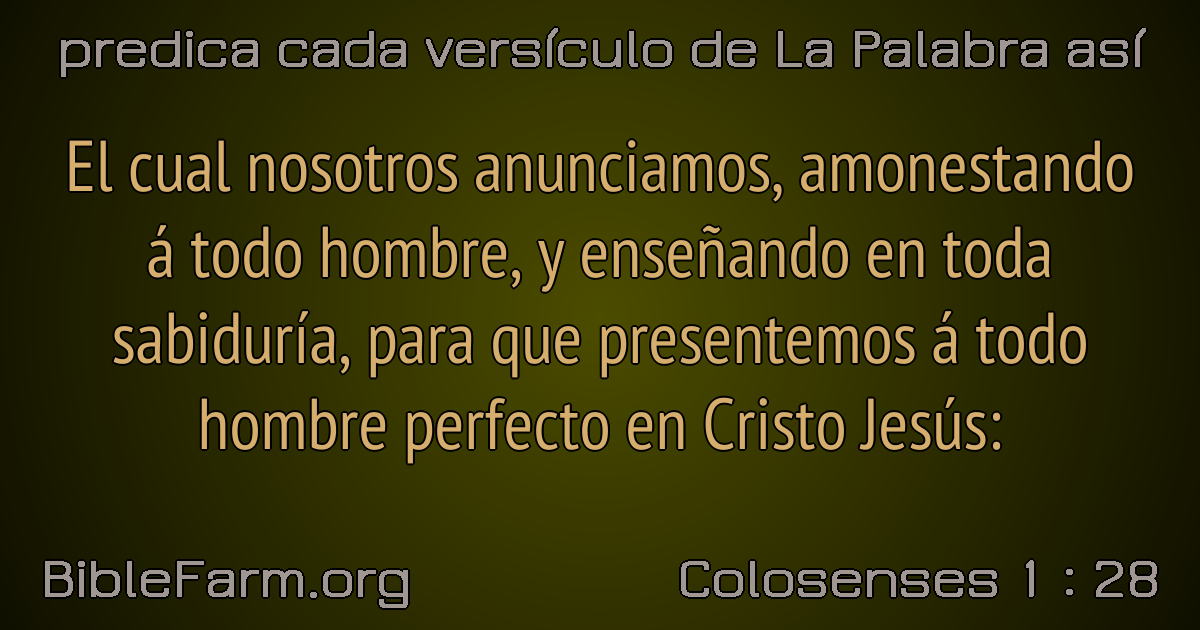 predica cada versículo de La Palabra así
El cual nosotros anunciamos, amonestando
á todo hombre, y enseñando en toda
sabiduría, para que presentemos á todo
hombre perfecto en Cristo Jesús:
BibleFarm.org
Colosenses 1 : 28